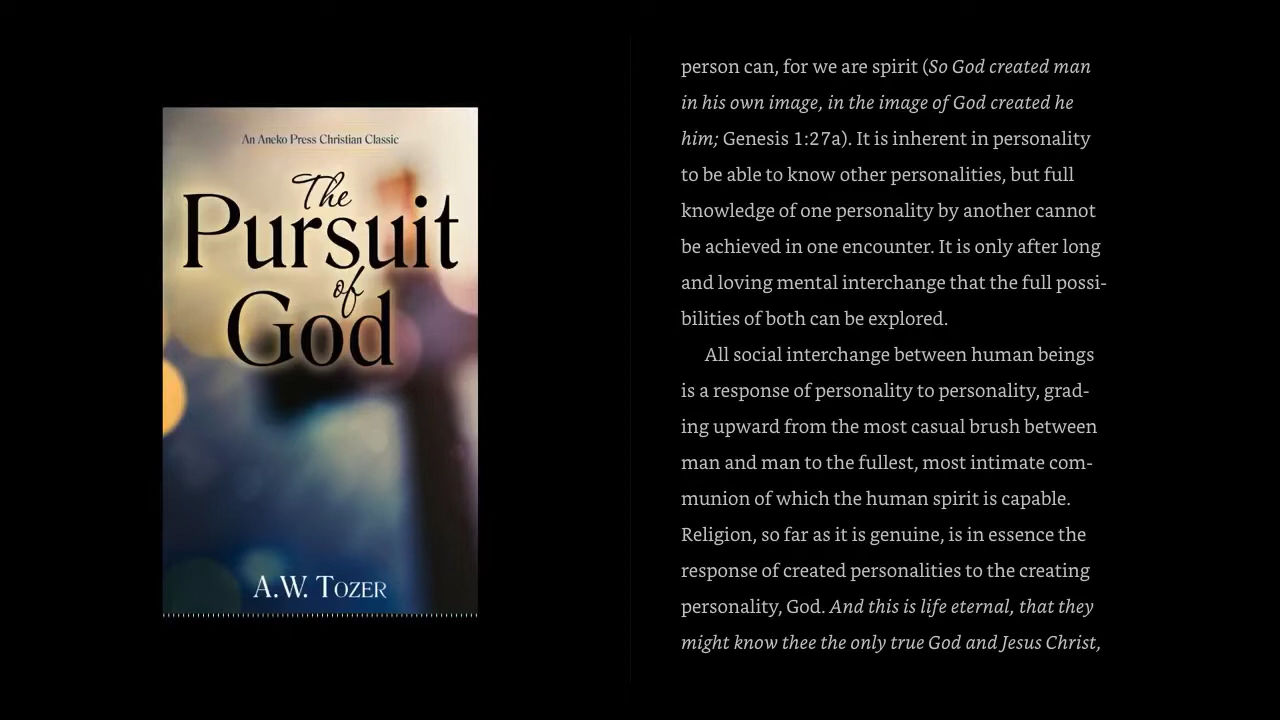 An Aneko Press Christian Classic
The
Pursuit
of
God
A.W. Tozer
person can, for we are spirit (So God created man
in his own image, in the image of God created he
him; Genesis 1:27a). It is inherent in personality
to be able to know other personalities, but full
knowledge of one personality by another cannot
be achieved in one encounter. It is only after long
and loving mental interchange that the full possi-
bilities of both can be explored.
All social interchange between human beings
is a response of personality to personality, grad-
ing upward from the most casual brush between
man and man to the fullest, most intimate com-
munion of which the human spirit is capable.
Religion, so far as it is genuine, is in essence the
response of created personalities to the creating
personality, God. And this is life eternal, that they
might know thee the only true God and Jesus Christ,